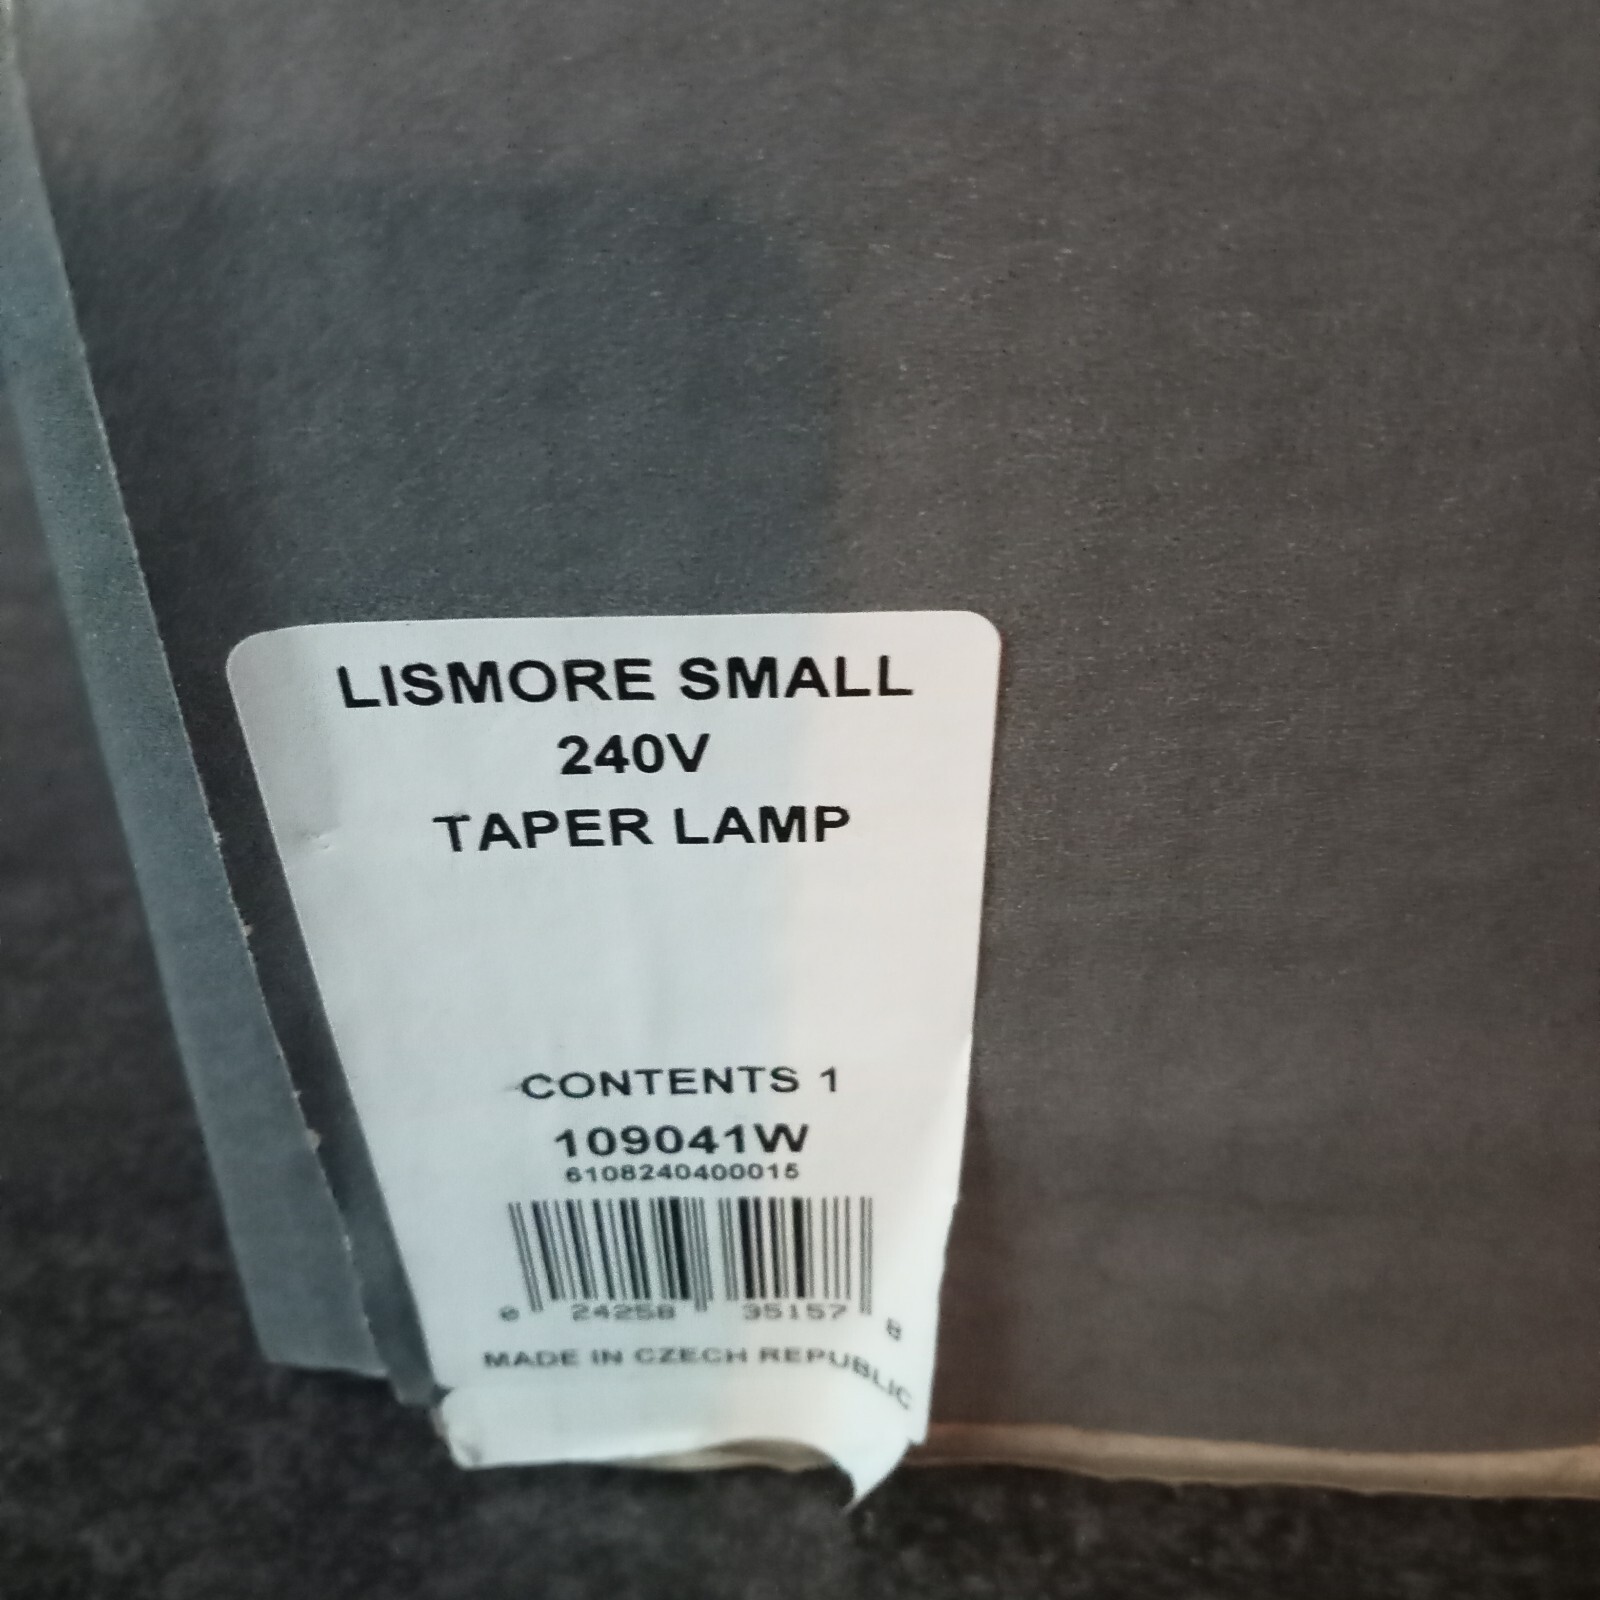 LISMORE SMALL
240V
TAPER LAMP
CONTENTS 1
109041W
6108240400015
0 24258 35157 8
MADE IN CZECH REPUBLIC